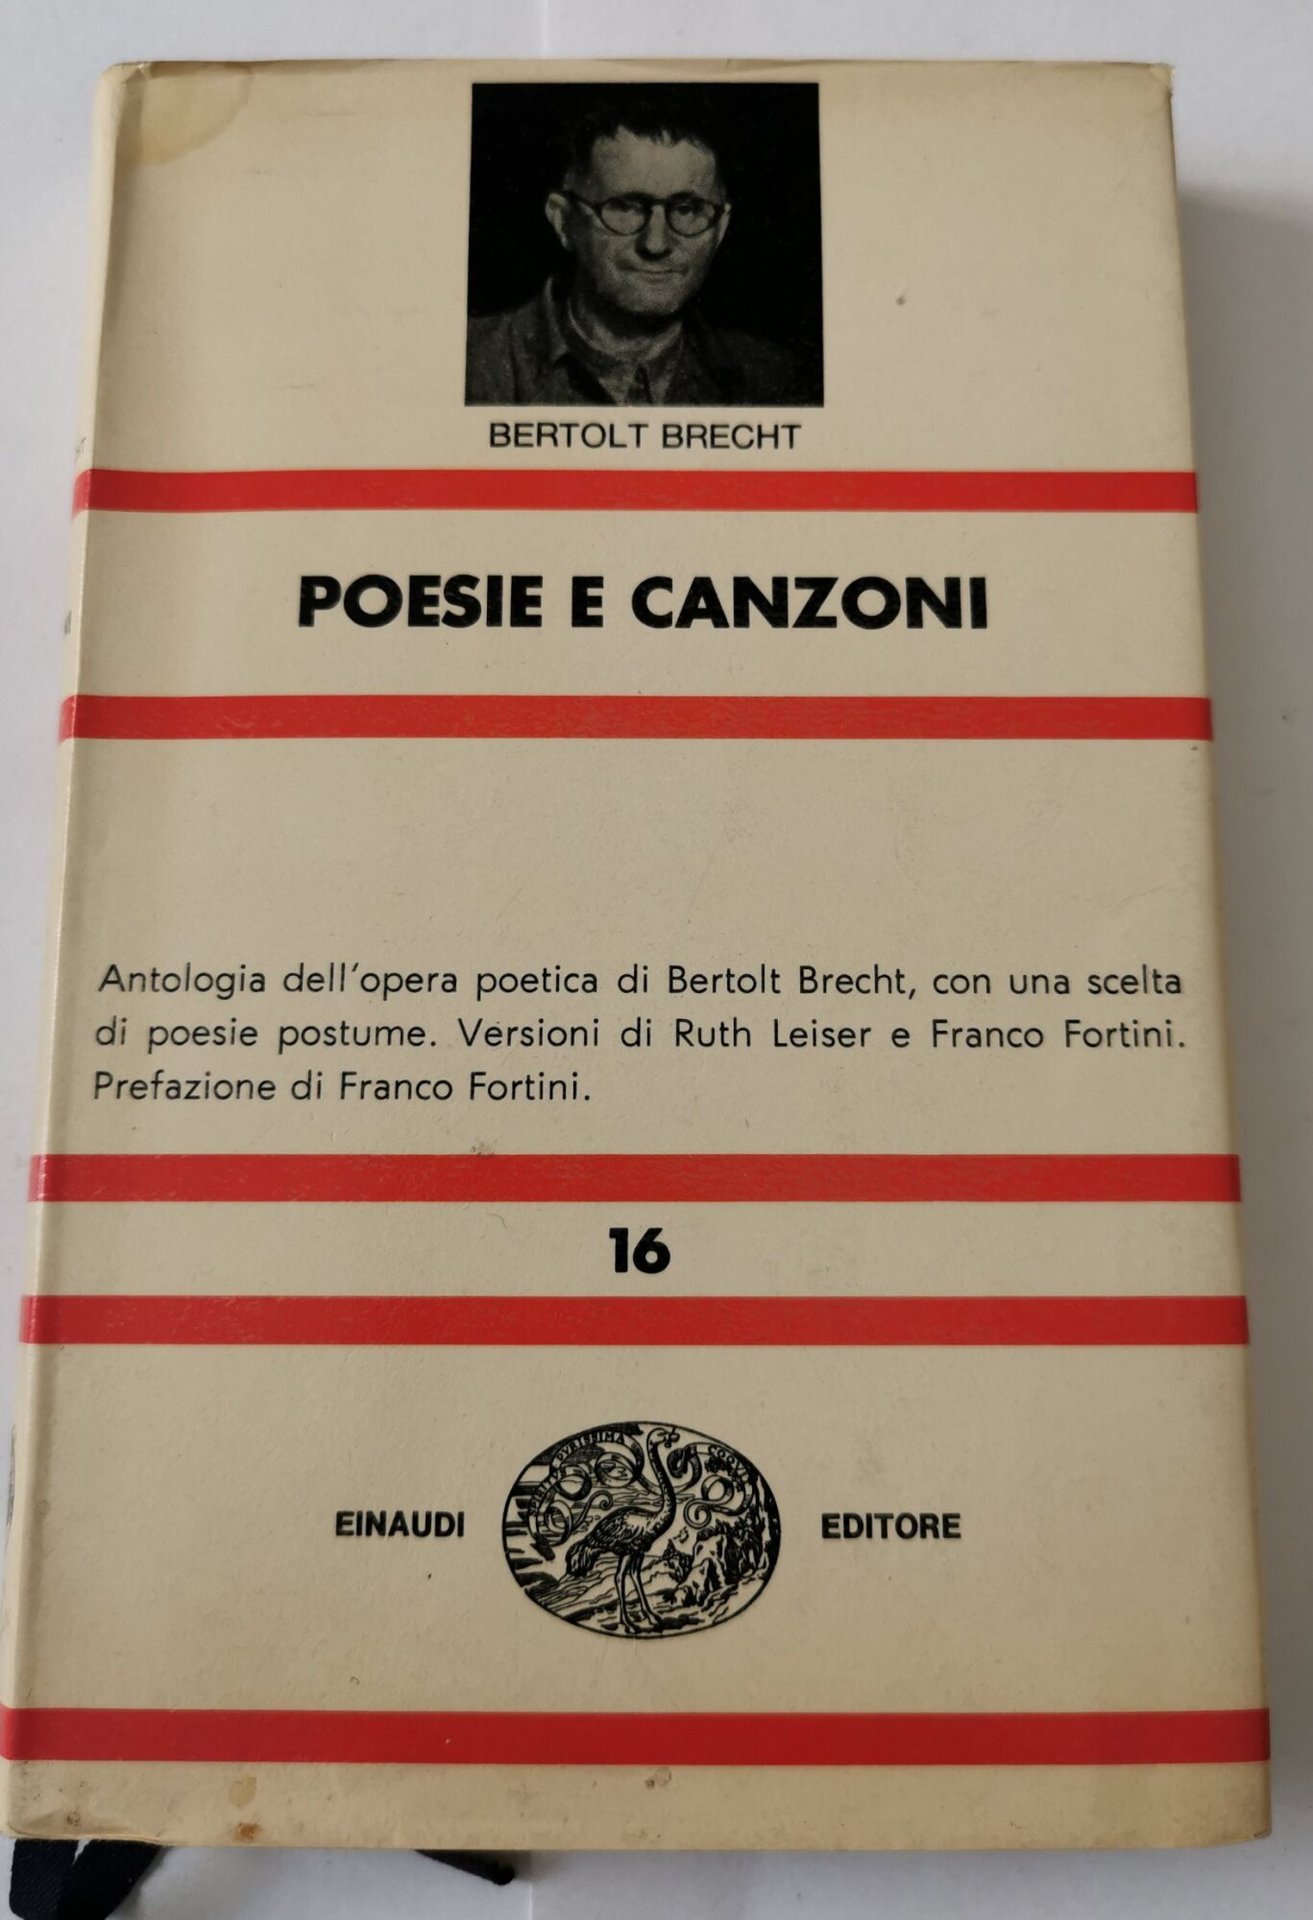 BERTOLT BRECHT
POESIE E CANZONI
Antologia dell'opera poetica di Bertolt Brecht, con una scelta
di poesie postume. Versioni di Ruth Leiser e Franco Fortini.
Prefazione di Franco Fortini.
16
EINAUDI EDITORE